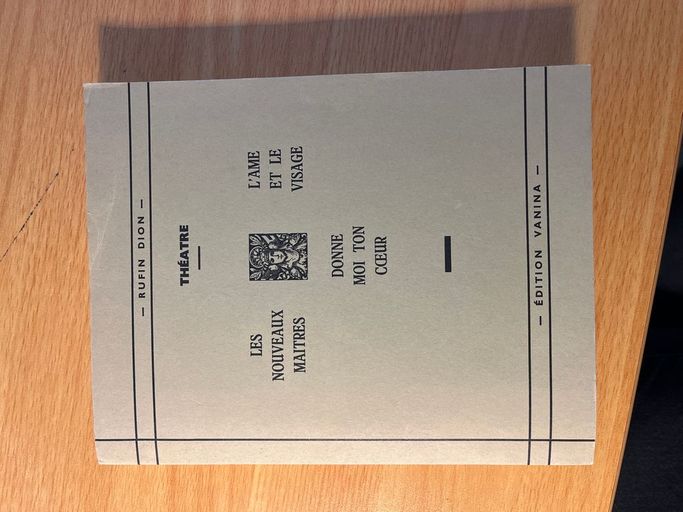 — RUFIN DION —
THÉATRE
LES
NOUVEAUX
MAITRES
L'AME
ET LE
VISAGE
DONNE
MOI TON
CŒUR
— ÉDITION VANINA —